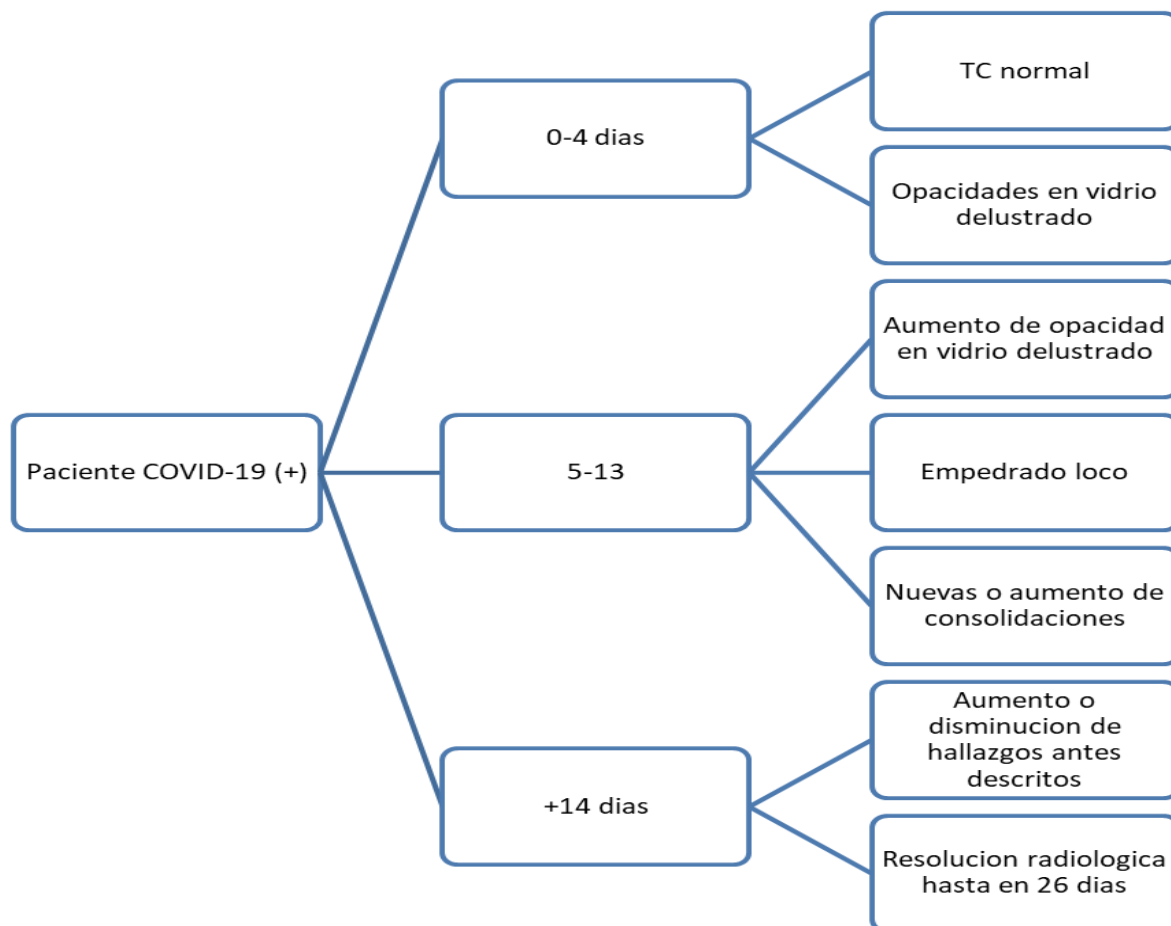 Paciente COVID-19 (+)
0-4 dias
TC normal
Opacidades en vidrio
delustrado
5-13
Aumento de opacidad
en vidrio delustrado
Empedrado loco
Nuevas o aumento de
consolidaciones
+14 dias
Aumento o
disminucion de
hallazgos antes
descritos
Resolucion radiologica
hasta en 26 dias